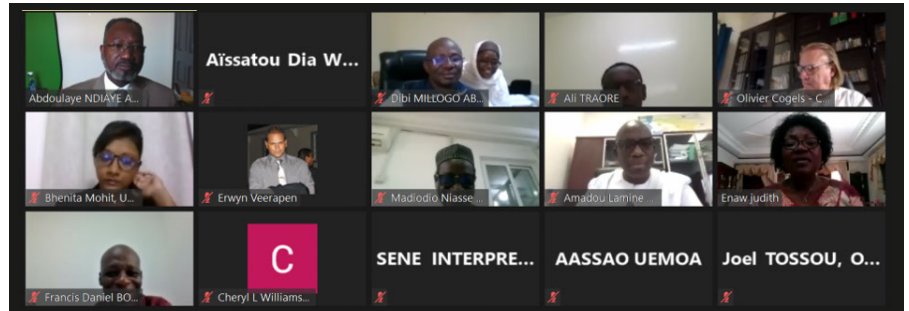 Abdoulaye NDIAYE A...
Aïssatou Dia W...
Dibi MILLOGO AB...
Ali TRAORE
Olivier Cogels - C...
Bhenita Mohit, U...
Erwyn Veerapen
Madiodio Niasse ...
Amadou Lamine ...
Enaw judith
Francis Daniel BO...
C
Cheryl L Williams...
SENE INTERPRE...
AASSAO UEMOA
Joel TOSSOU, O...